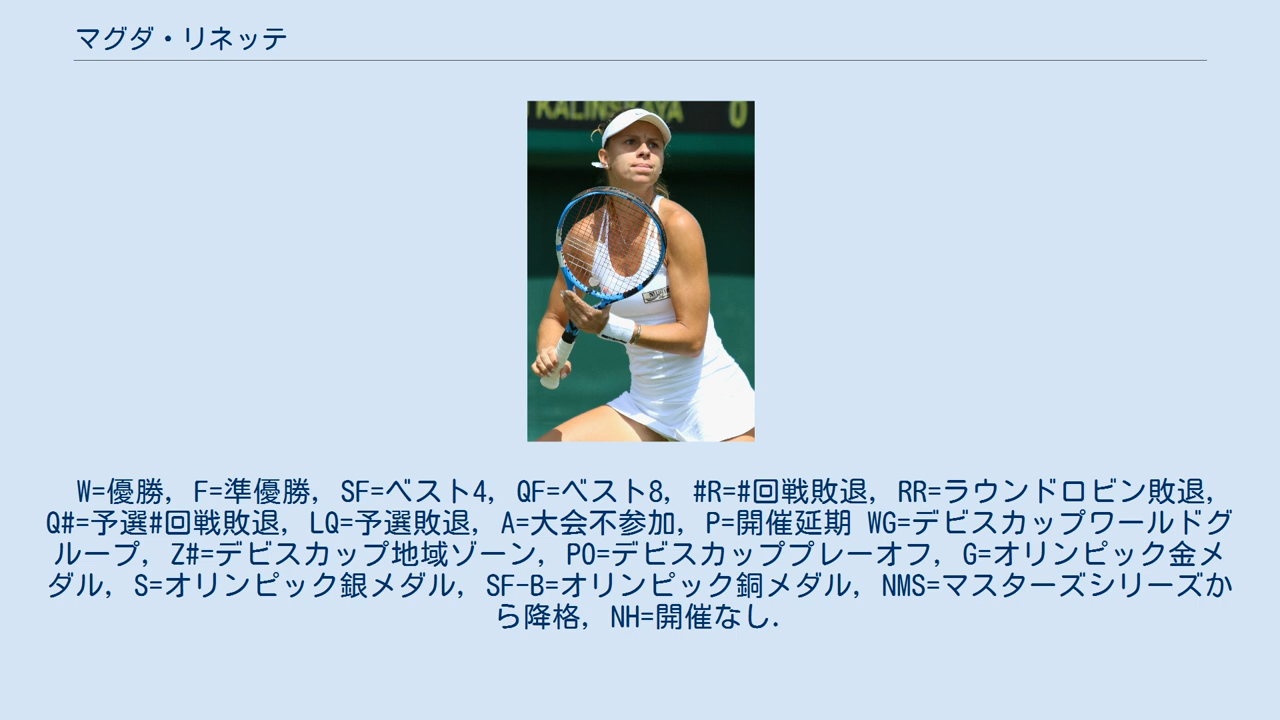 マグダ・リネッテ
KALINSKAYA 0
W=優勝, F=準優勝, SF=ベスト4, QF=ベスト8, #R=#回戦敗退, RR=ラウンドロビン敗退,
Q#=予選#回戦敗退, LQ=予選敗退, A=大会不参加, P=開催延期 WG=デビスカップワールドグ
ループ, Z#=デビスカップ地域ゾーン, PO=デビスカッププレーオフ, G=オリンピック金メ
ダル, S=オリンピック銀メダル, SF-B=オリンピック銅メダル, NMS=マスターズシリーズか
ら降格, NH=開催なし.